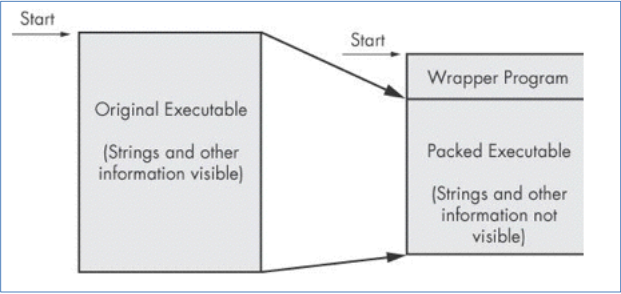 Start
Original Executable
(Strings and other
information visible)
Start
Wrapper Program
Packed Executable
(Strings and other
information not
visible)